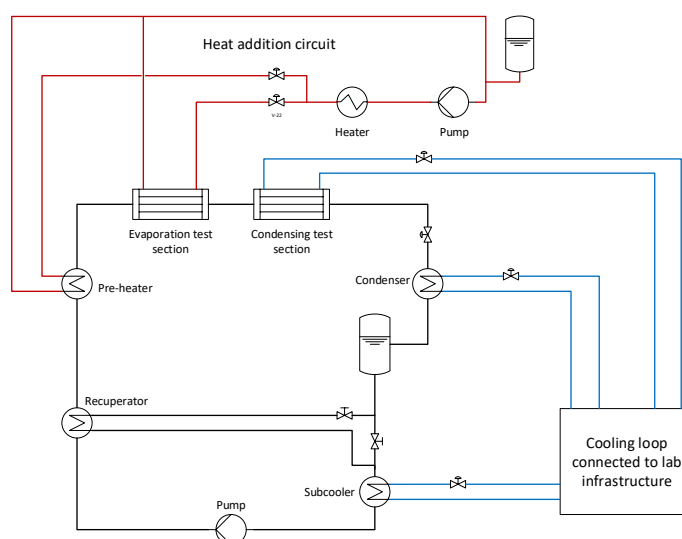 Heat addition circuit
V-22
Heater
Pump
Evaporation test
section
Condensing test
section
Pre-heater
Condenser
Recuperator
Cooling loop
connected to lab
infrastructure
Subcooler
Pump